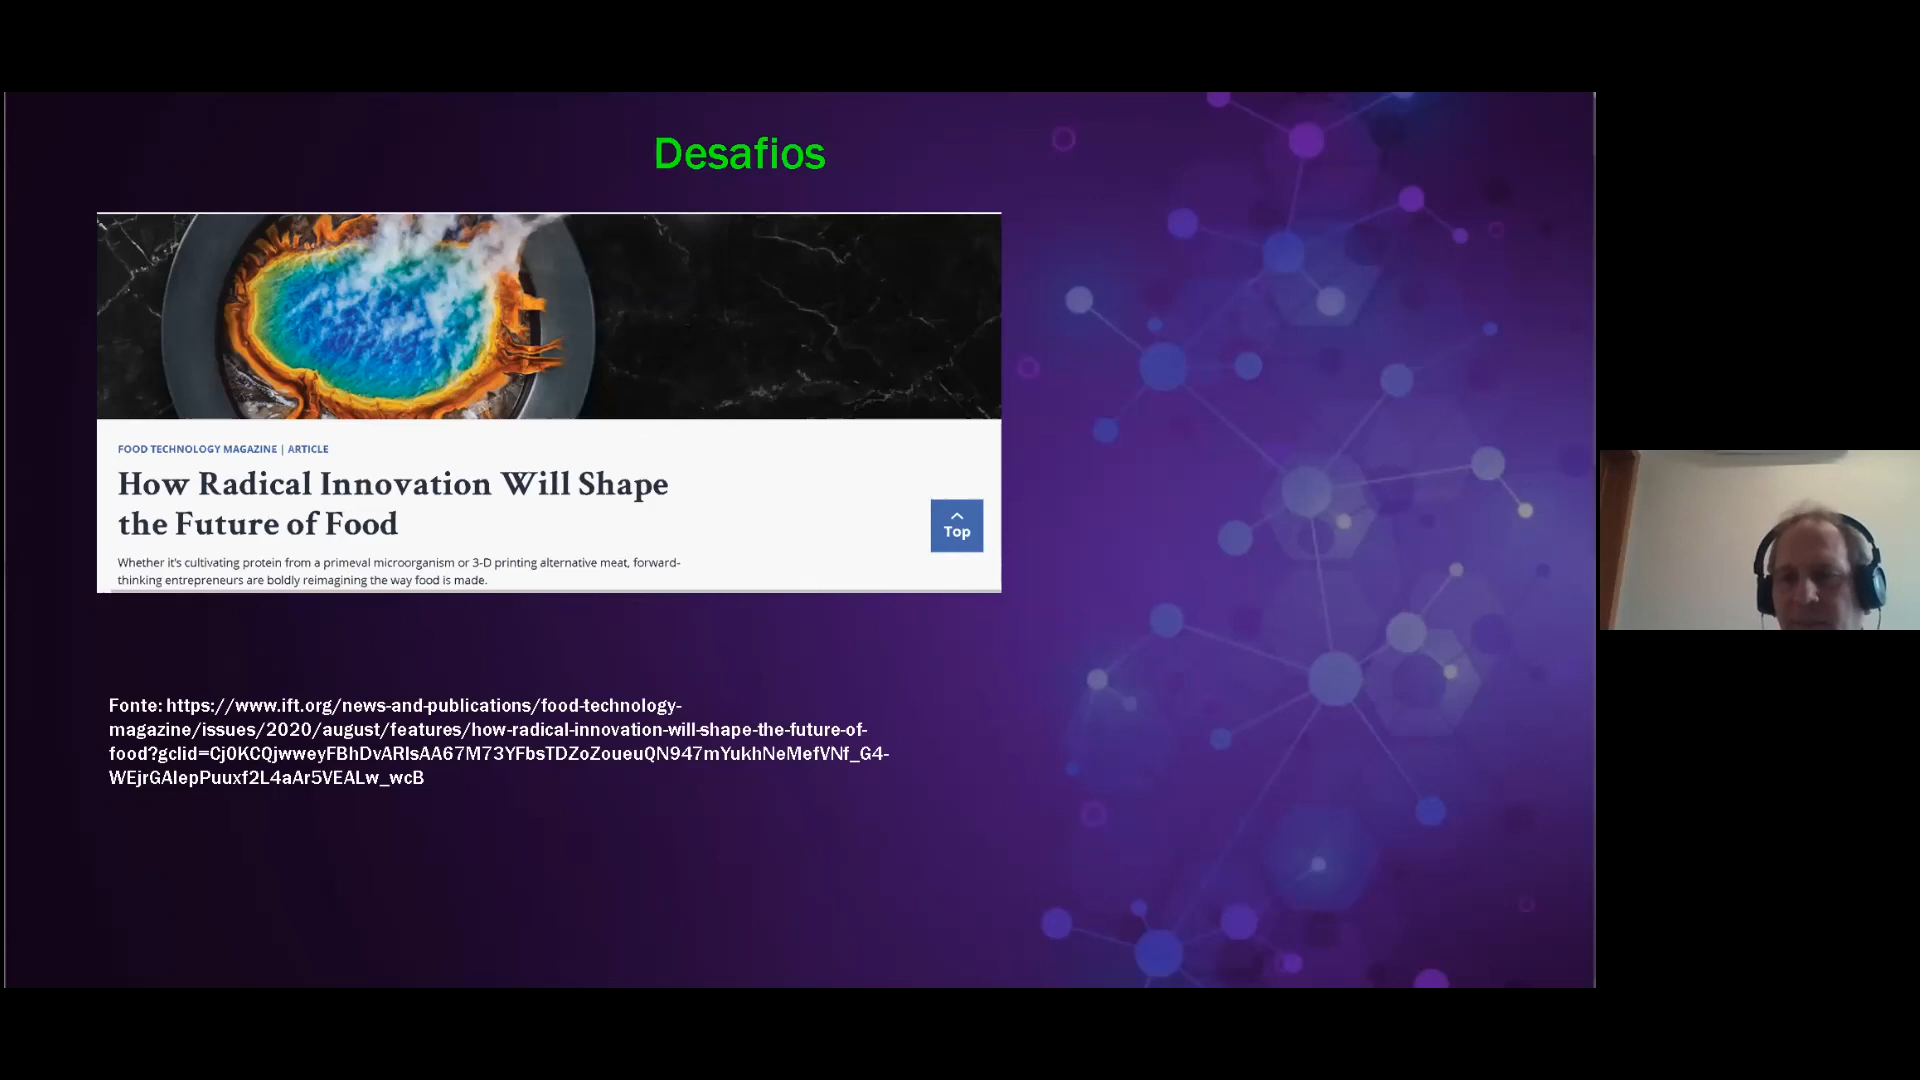 Desafios
FOOD TECHNOLOGY MAGAZINE | ARTICLE
How Radical Innovation Will Shape
the Future of Food
Top
Whether it's cultivating protein from a primeval microorganism or 3-D printing alternative meat, forward-
thinking entrepreneurs are boldly reimagining the way food is made.
Fonte: https://www.ift.org/news-and-publications/food-technology-
magazine/issues/2020/august/features/how-radical-innovation-will-shape-the-future-of-
food?gclid=Cj0KCQjwweyFBhDvARIsAA67M73YFbsTDZoZoueuQN947mYukhNeMefVNf_G4-
WEjrGAIepPuuxf2L4aAr5VEALw_wcB